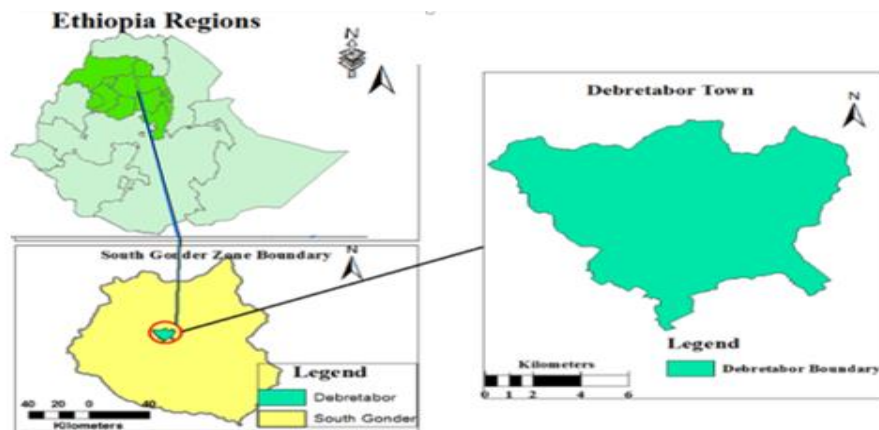 Ethiopia Regions
N
South Gonder Zone Boundary
N
Legend
Debretabor
South Gonder
40 20 0 40
Kilometers
Debretabor Town
N
Legend
Debretabor Boundary
Kilometers
0 1 2 4 6